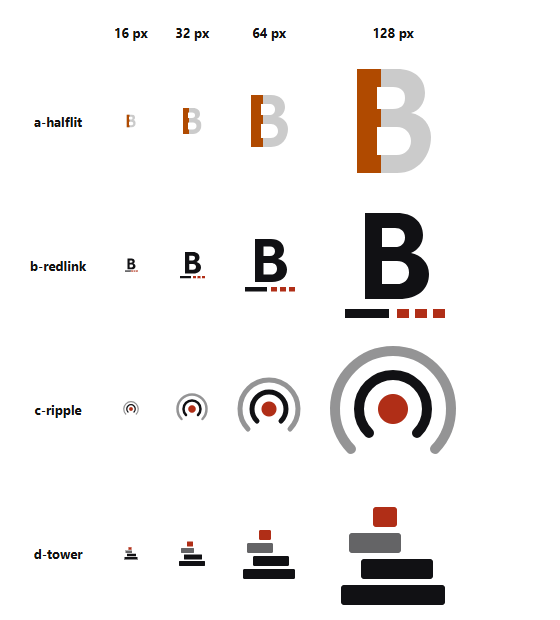 16 px 32 px 64 px 128 px
a-halflit B B B B
b-redlink B B B B
c-ripple
d-tower